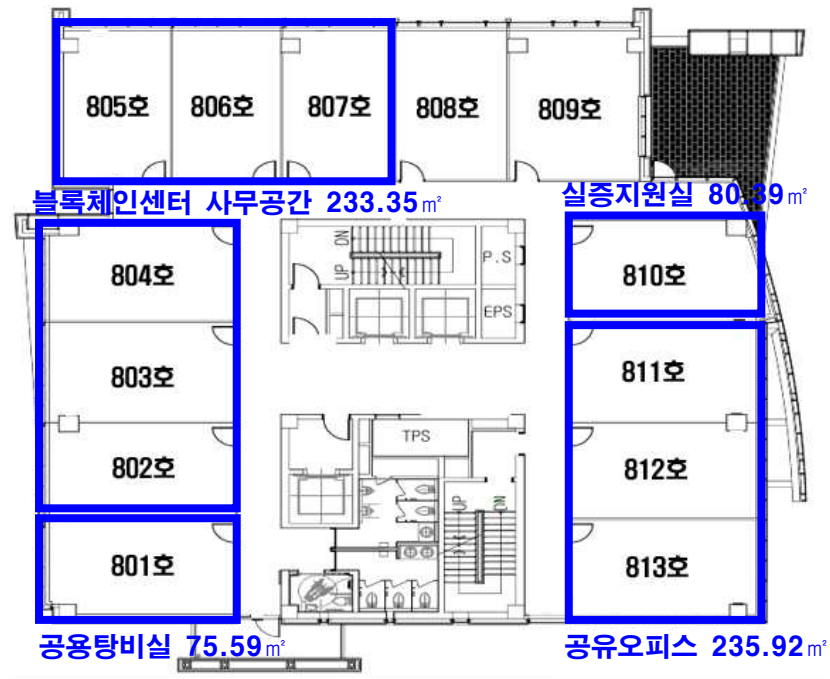 805호 806호 807호 808호 809호
블록체인센터 사무공간 233.35㎡
실증지원실 80.39㎡
804호
DN
UP
P.S
810호
EPS
803호
811호
TPS
802호
812호
UP
DN
801호
813호
공용탕비실 75.59㎡
공유오피스 235.92㎡